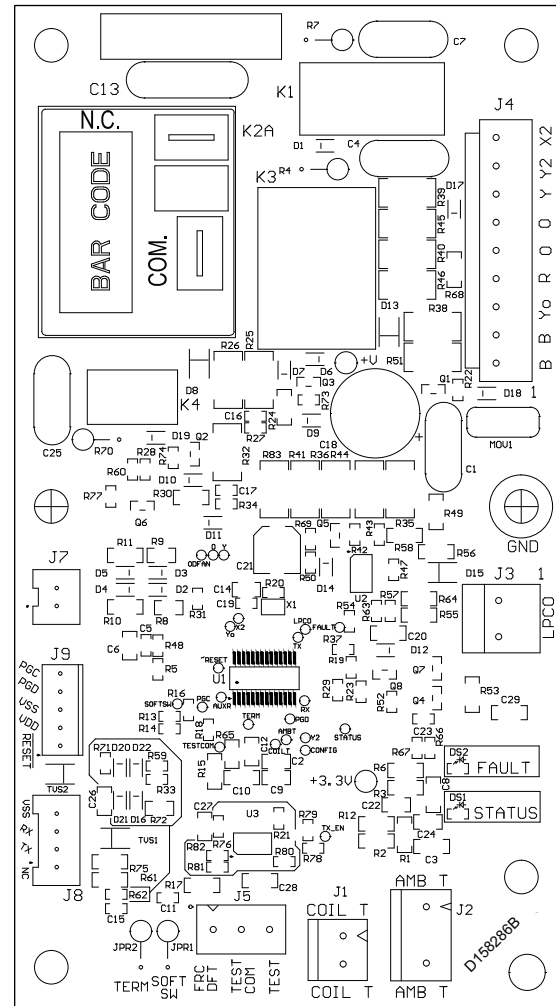 R7
C7
C13
K1
J4
N.C.
K2A
D1
C4
X2
Y2
Y
O
O
R
Yo
B
B
BAR CODE
COM.
K3
R4
R39
D17
R45
R40
R46
R68
D13
R38
R26
R25
R51
+V
D8
D7
D6
Q3
R73
Q1
R22
D18
1
K4
C16
R24
R27
D9
C18
+
MOV1
C25
R70
D19
Q2
R28
R74
R60
R32
C1
D10
R83
R41
R36
R44
R77
R30
C17
R34
R49
Q6
D11
R69
Q5
R43
R35
GND
R11
R9
ODFAN
O
Y
C21
R42
R58
R56
J7
D5
D3
R50
D14
U2
R47
D15
J3
1
D4
D2
C14
R20
R57
R64
LPCO
R10
R8
R31
C19
X1
R63
R55
X2
R54
Yo
LPCO
FAULT
C5
R48
TX
R37
C20
C6
D12
J9
R5
RESET
U1
R19
Q7
PGC
PGD
VSS
VDD
RESET
R16
SOFTSW
PGC
AUXR
R29
R23
R52
Q8
R53
R13
R14
RX
Q4
C29
R18
TERM
PGD
TESTCOM
R65
AMBT
Y2
STATUS
C23
R66
COILT
CONFIG
R67
DS2
FAULT
R71
D20
D22
R59
R15
C12
C2
+3.3V
R6
R33
C10
C9
R3
C8
DS1
STATUS
TVS2
C26
D21
D16
R72
C27
U3
R79
C22
VSS
RX
TX
NC
TVS1
R21
TX_EN
R12
C24
R82
R76
R78
R2
R1
C3
R75
R81
R80
R61
R17
J8
R62
C11
J5
C28
J1
AMB T
C15
COIL T
J2
JPR2
JPR1
TERM
SOFT
SW
FRC
DFT
TEST
COM
TEST
COIL T
AMB T
D158286B